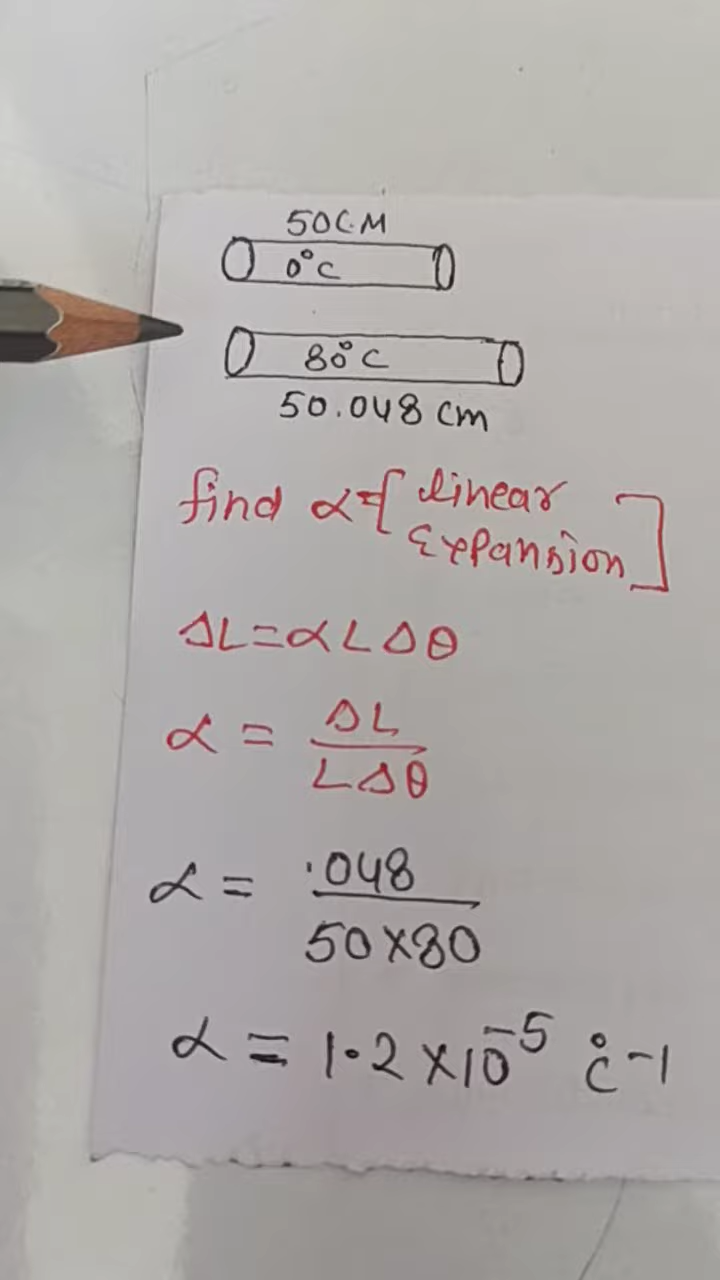 50C.M
0°C
80°C
50.048 cm
find α=[linear
expansion]
ΔL=αLΔθ
α = ΔL
LΔθ
α = .048
50×80
α = 1.2×10⁻⁵ °C⁻¹